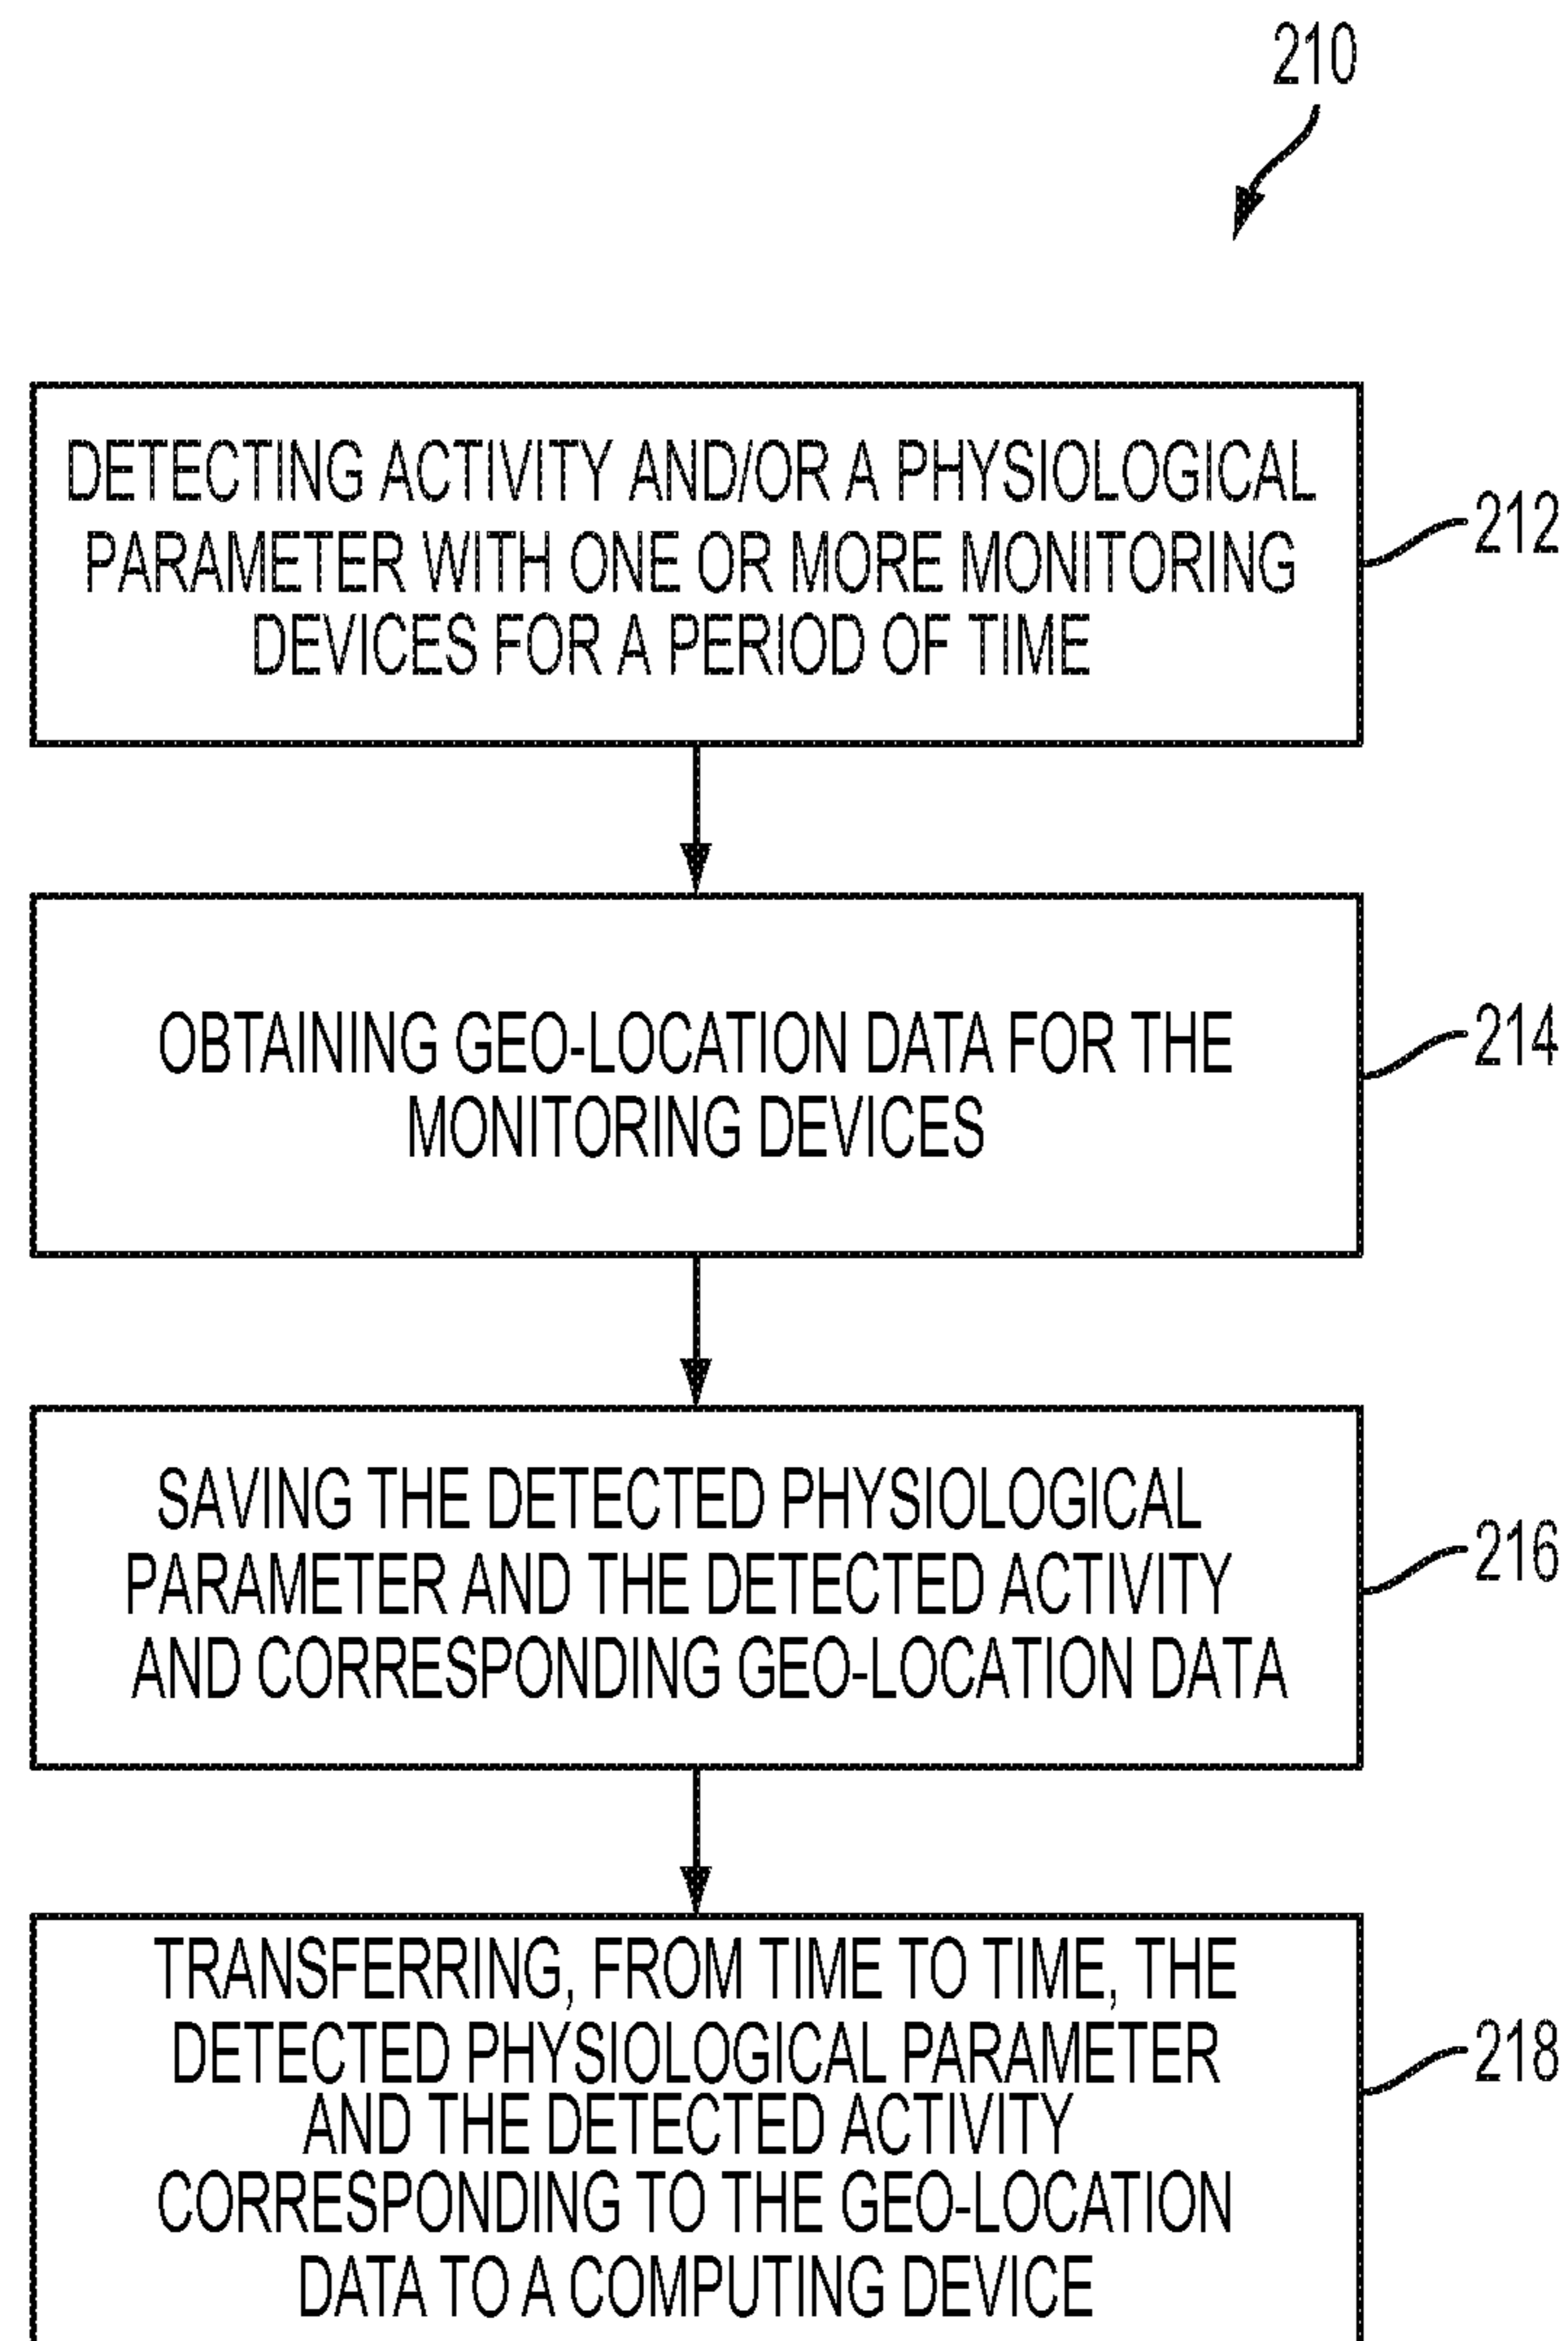 210
DETECTING ACTIVITY AND/OR A PHYSIOLOGICAL
PARAMETER WITH ONE OR MORE MONITORING
DEVICES FOR A PERIOD OF TIME
212
OBTAINING GEO-LOCATION DATA FOR THE
MONITORING DEVICES
214
SAVING THE DETECTED PHYSIOLOGICAL
PARAMETER AND THE DETECTED ACTIVITY
AND CORRESPONDING GEO-LOCATION DATA
216
TRANSFERRING, FROM TIME TO TIME, THE
DETECTED PHYSIOLOGICAL PARAMETER
AND THE DETECTED ACTIVITY
CORRESPONDING TO THE GEO-LOCATION
DATA TO A COMPUTING DEVICE
218